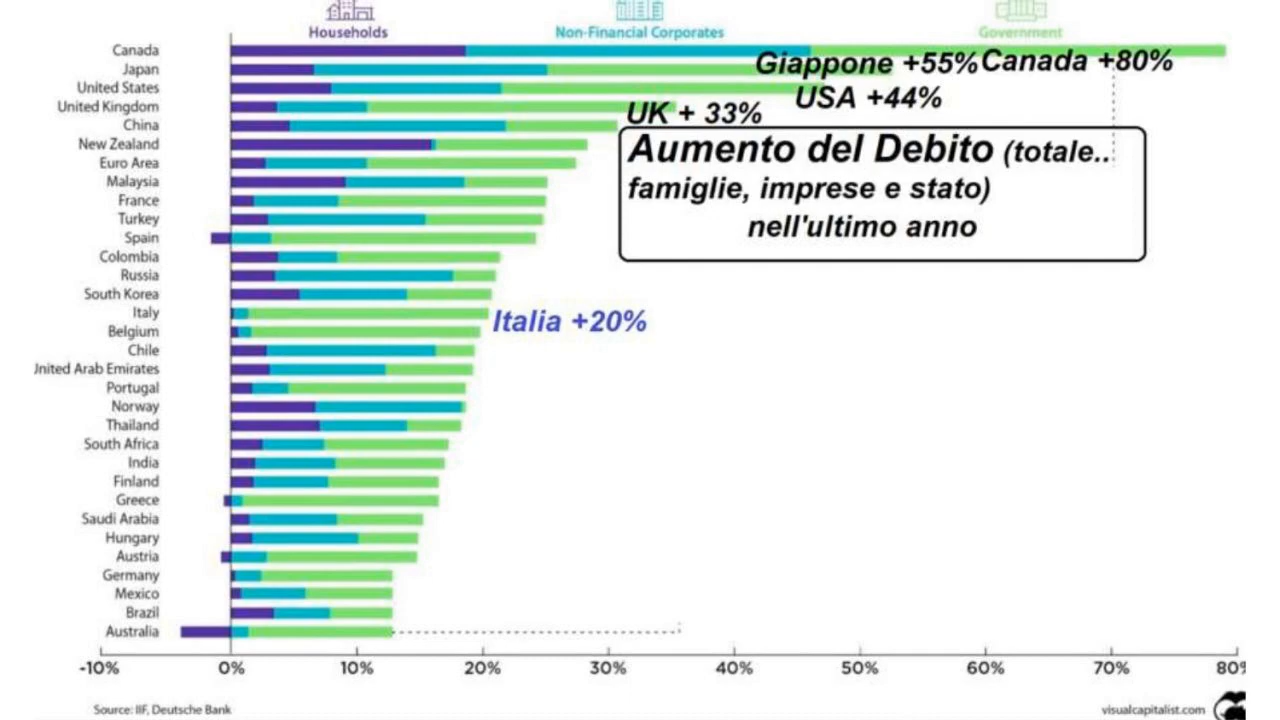 Households Non-Financial Corporates Government
Canada
Japan
Giappone +55% Canada +80%
United States
USA +44%
United Kingdom
UK + 33%
China
New Zealand
Aumento del Debito (totale..
famiglie, imprese e stato)
nell'ultimo anno
Euro Area
Malaysia
France
Turkey
Spain
Colombia
Russia
South Korea
Italy
Italia +20%
Belgium
Chile
Jnited Arab Emirates
Portugal
Norway
Thailand
South Africa
India
Finland
Greece
Saudi Arabia
Hungary
Austria
Germany
Mexico
Brazil
Australia
-10% 0% 10% 20% 30% 40% 50% 60% 70% 80%
Source: IIF, Deutsche Bank visualcapitalist.com